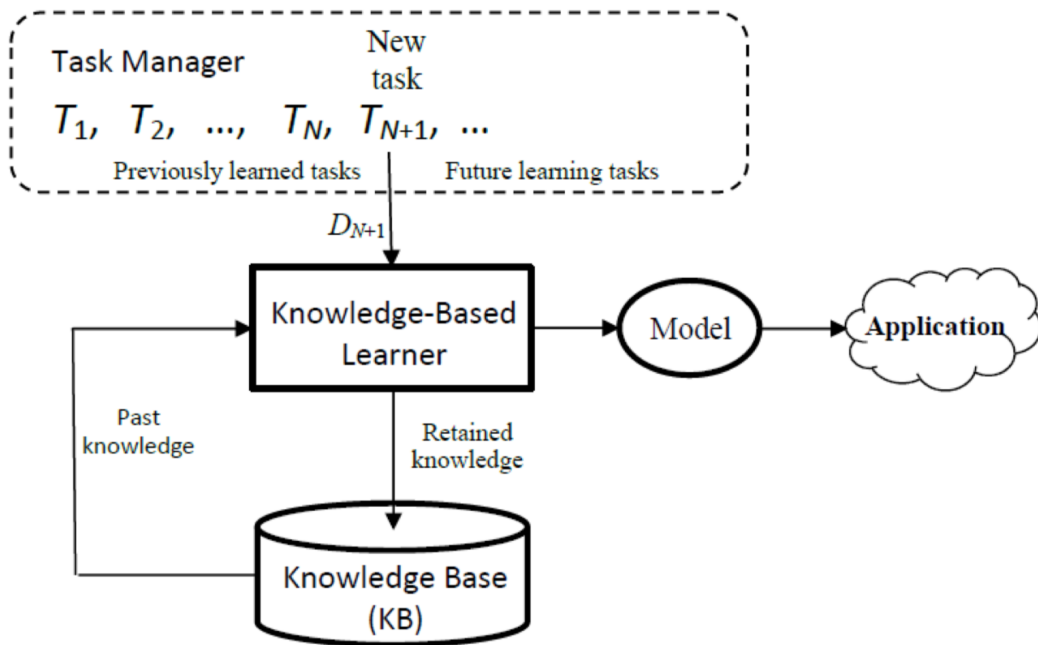 New
Task Manager
task
T1, T2, ..., TN, TN+1, ...
Previously learned tasks
Future learning tasks
DN+1
Knowledge-Based
Learner
Model
Application
Past
knowledge
Retained
knowledge
Knowledge Base
(KB)